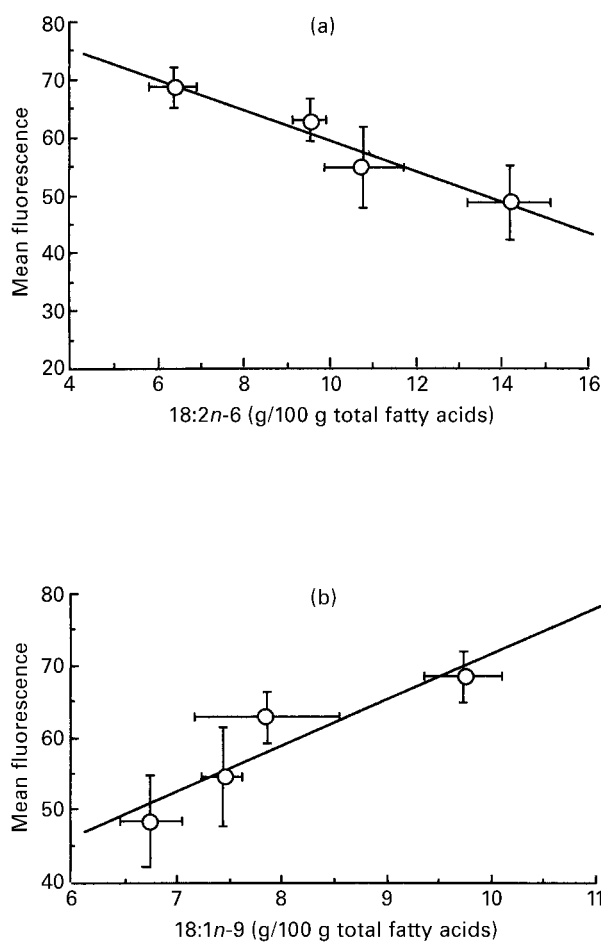 (a)
80
70
60
50
40
30
20
Mean fluorescence
4 6 8 10 12 14 16
18:2n-6 (g/100 g total fatty acids)
(b)
80
70
60
50
40
Mean fluorescence
6 7 8 9 10 11
18:1n-9 (g/100 g total fatty acids)